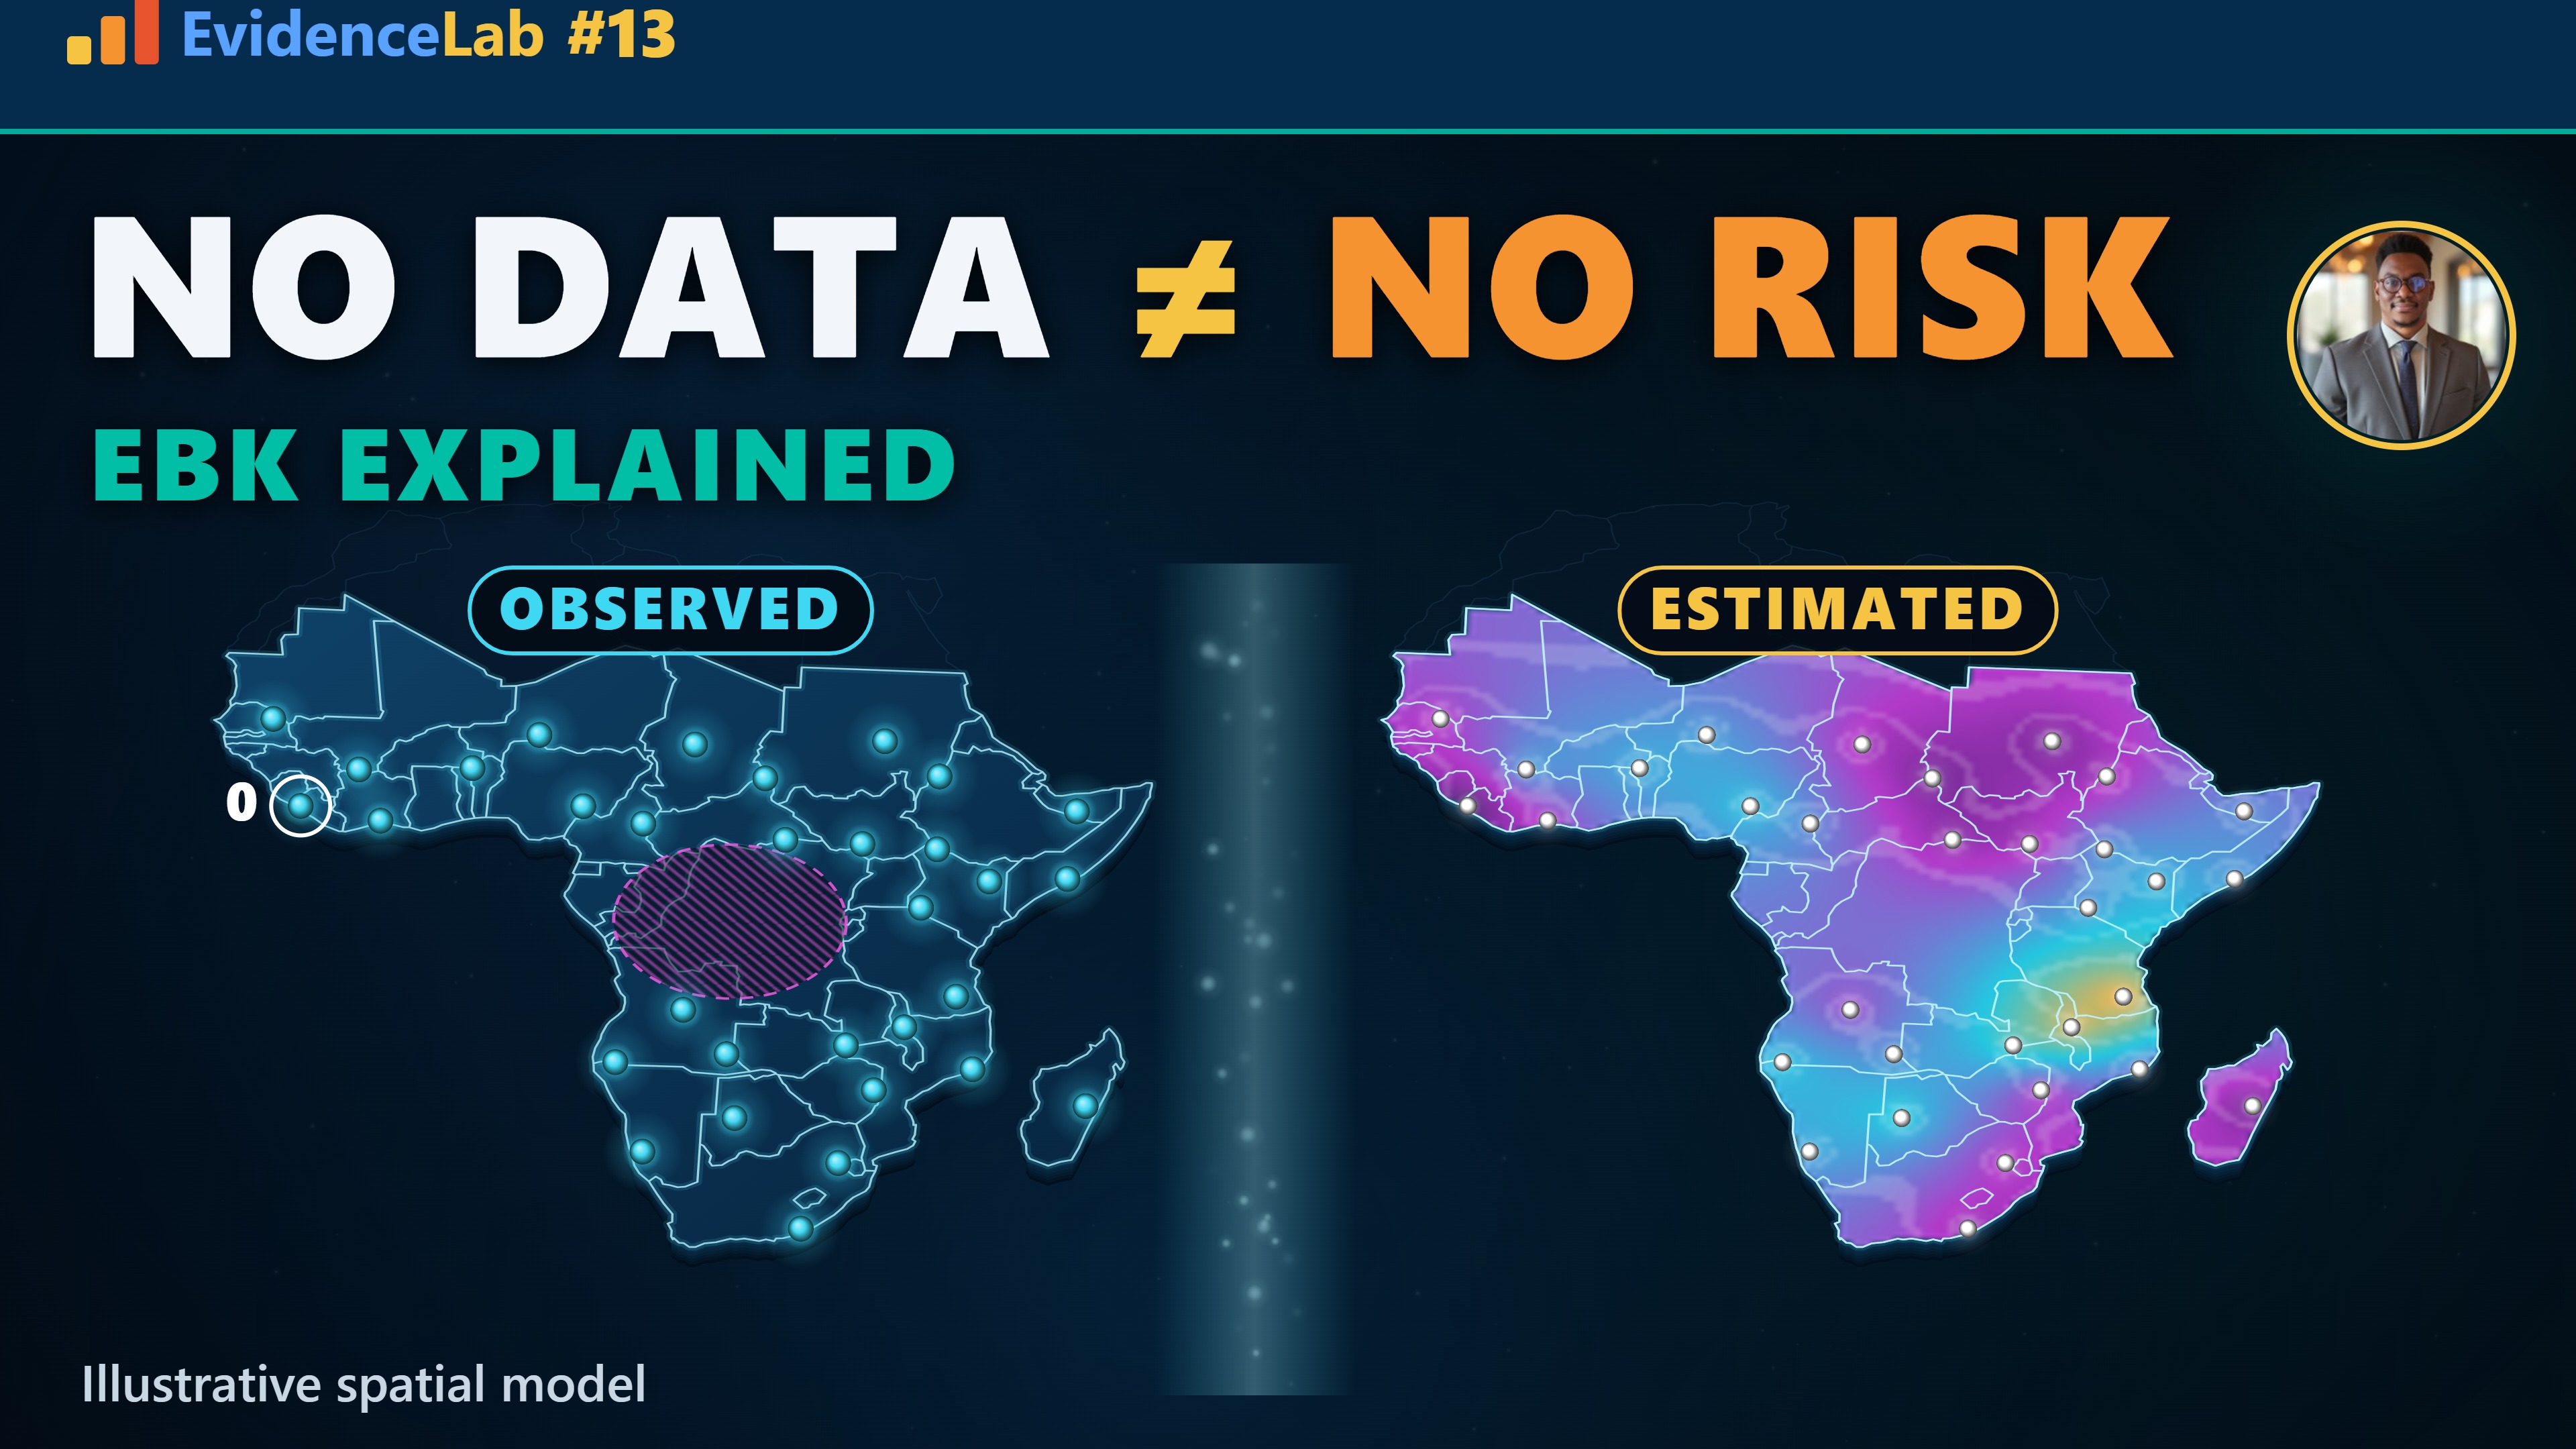 EvidenceLab #13
NO DATA ≠ NO RISK
EBK EXPLAINED
OBSERVED
ESTIMATED
0
Illustrative spatial model